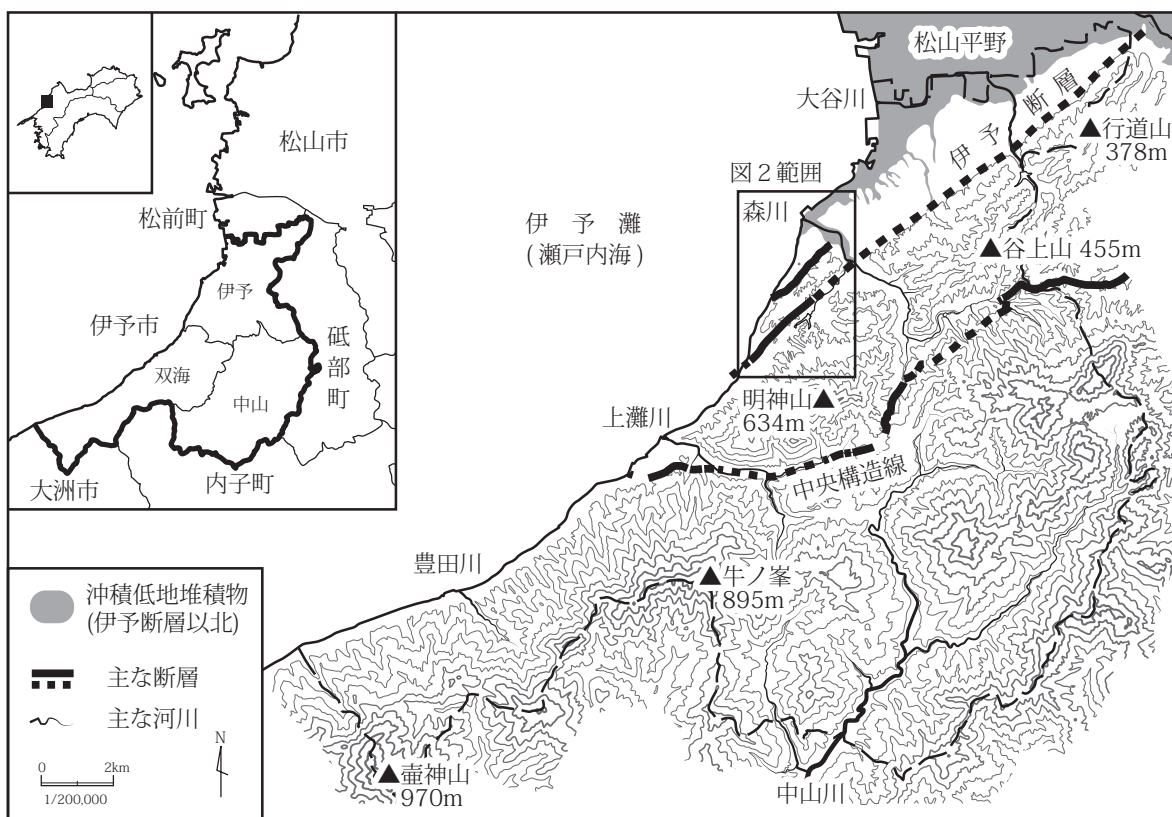 松山市
松前町
伊予
伊予市
双海
中山
砥部町
大洲市
内子町
松山平野
大谷川
伊予断層
行道山
378m
図2範囲
森川
伊予灘
(瀬戸内海)
谷上山 455m
明神山
634m
上灘川
中央構造線
豊田川
牛ノ峯
895m
壷神山
970m
中山川
沖積低地堆積物
(伊予断層以北)
主な断層
主な河川
N
0 2km
1/200,000